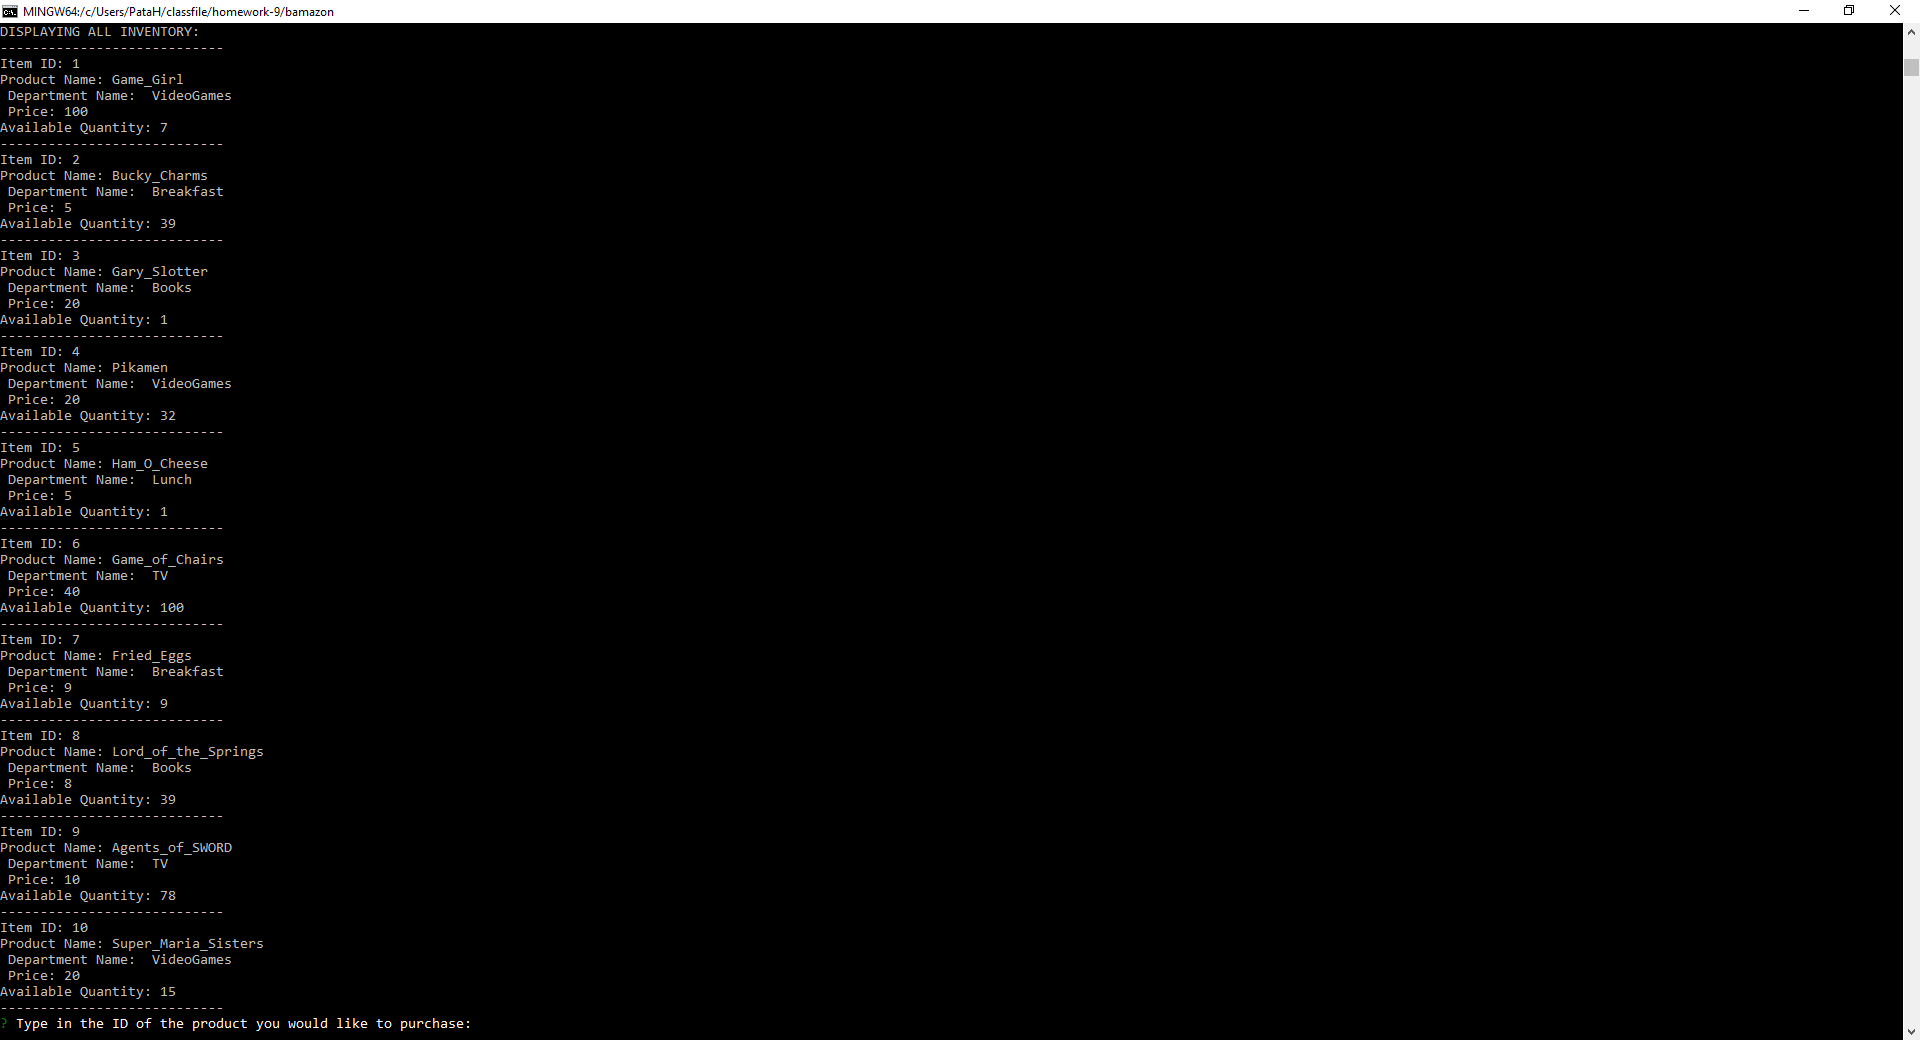 MINGW64:/c/Users/PataH/classfile/homework-9/bamazon
DISPLAYING ALL INVENTORY:
----------------------------
Item ID: 1
Product Name: Game_Girl
 Department Name:  VideoGames
 Price: 100
Available Quantity: 7
----------------------------
Item ID: 2
Product Name: Bucky_Charms
 Department Name:  Breakfast
 Price: 5
Available Quantity: 39
----------------------------
Item ID: 3
Product Name: Gary_Slotter
 Department Name:  Books
 Price: 20
Available Quantity: 1
----------------------------
Item ID: 4
Product Name: Pikamen
 Department Name:  VideoGames
 Price: 20
Available Quantity: 32
----------------------------
Item ID: 5
Product Name: Ham_O_Cheese
 Department Name:  Lunch
 Price: 5
Available Quantity: 1
----------------------------
Item ID: 6
Product Name: Game_of_Chairs
 Department Name:  TV
 Price: 40
Available Quantity: 100
----------------------------
Item ID: 7
Product Name: Fried_Eggs
 Department Name:  Breakfast
 Price: 9
Available Quantity: 9
----------------------------
Item ID: 8
Product Name: Lord_of_the_Springs
 Department Name:  Books
 Price: 8
Available Quantity: 39
----------------------------
Item ID: 9
Product Name: Agents_of_SWORD
 Department Name:  TV
 Price: 10
Available Quantity: 78
----------------------------
Item ID: 10
Product Name: Super_Maria_Sisters
 Department Name:  VideoGames
 Price: 20
Available Quantity: 15
----------------------------
? Type in the ID of the product you would like to purchase: